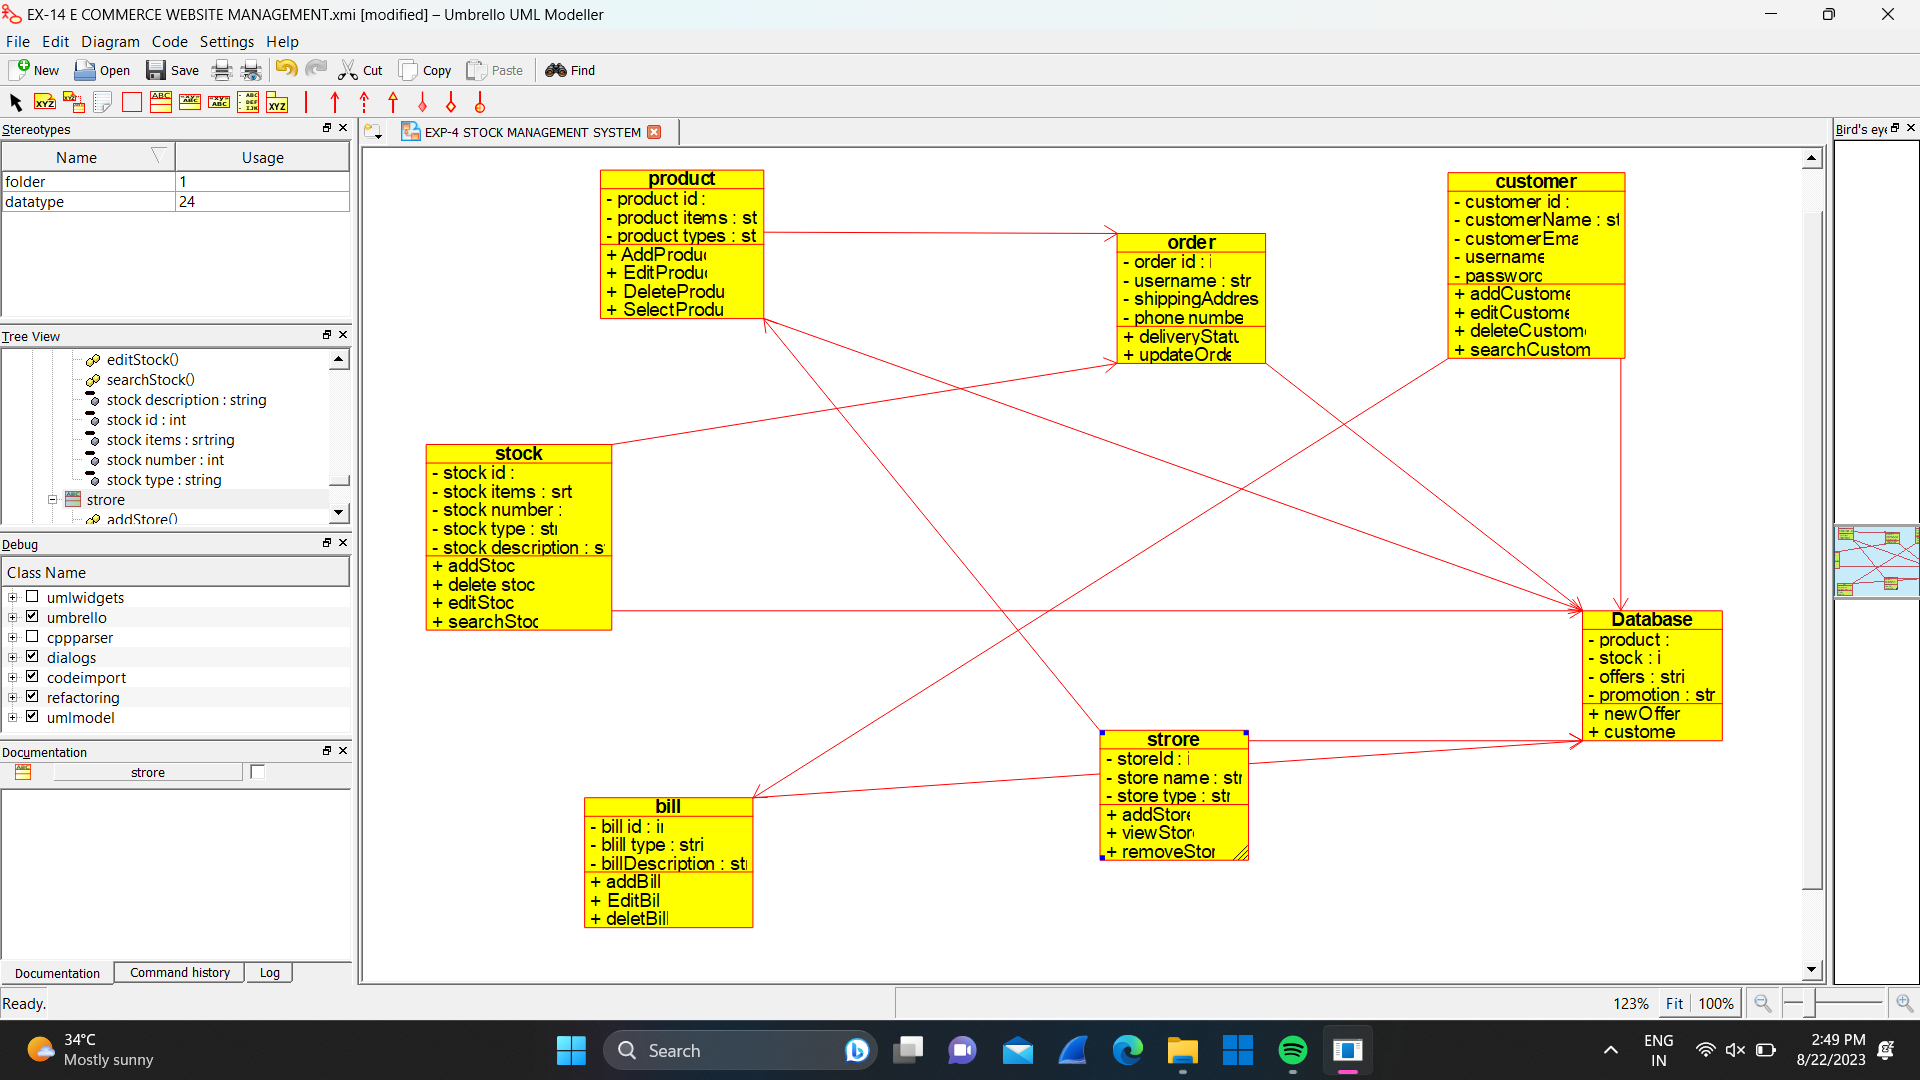 EX-14 E COMMERCE WEBSITE MANAGEMENT.xmi [modified] – Umbrello UML Modeller
File Edit Diagram Code Settings Help
New Open Save Cut Copy Paste Find
Stereotypes
Name Usage
folder 1
datatype 24
Tree View
editStock()
searchStock()
stock description : string
stock id : int
stock items : srtring
stock number : int
stock type : string
strore
addStore()
Debug
Class Name
umlwidgets
umbrello
cppparser
dialogs
codeimport
refactoring
umlmodel
Documentation
strore
Documentation Command history Log
Ready.
EXP-4 STOCK MANAGEMENT SYSTEM
product
- product id :
- product items : st
- product types : st
+ AddProduc
+ EditProduc
+ DeleteProdu
+ SelectProdu
order
- order id : i
- username : str
- shippingAddres
- phone numbe
+ deliveryStatu
+ updateOrde
customer
- customer id :
- customerName : st
- customerEma
- username
- password
+ addCustome
+ editCustome
+ deleteCustom
+ searchCustom
stock
- stock id :
- stock items : srt
- stock number :
- stock type : stri
- stock description : s
+ addStoc
+ delete stoc
+ editStoc
+ searchStoc
Database
- product :
- stock : i
- offers : stri
- promotion : str
+ newOffer
+ custome
strore
- storeId : i
- store name : str
- store type : str
+ addStore
+ viewStor
+ removeStor
bill
- bill id : in
- blill type : stri
- billDescription : str
+ addBill
+ EditBil
+ deletBill
Bird's eye
123% Fit 100%
34°C
Mostly sunny
Search
ENG
IN
2:49 PM
8/22/2023